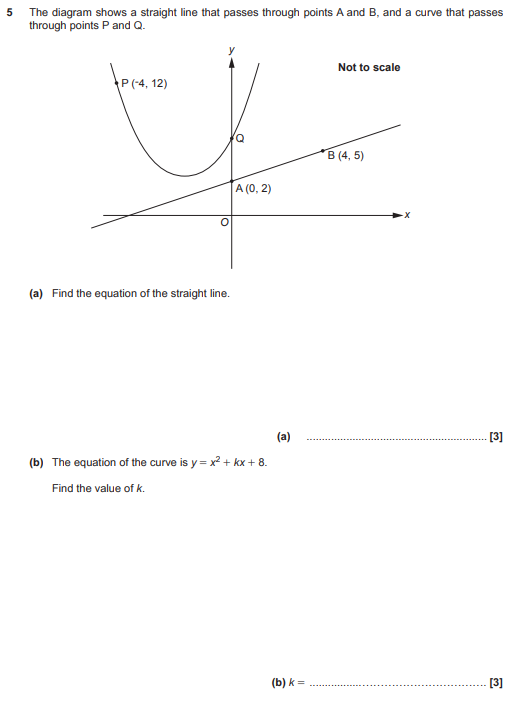 5 The diagram shows a straight line that passes through points A and B, and a curve that passes
through points P and Q.
y
Not to scale
P (-4, 12)
Q
B (4, 5)
A (0, 2)
O
x
(a) Find the equation of the straight line.
(a) ........................................................ [3]
(b) The equation of the curve is y = x² + kx + 8.
Find the value of k.
(b) k = ........................................................ [3]